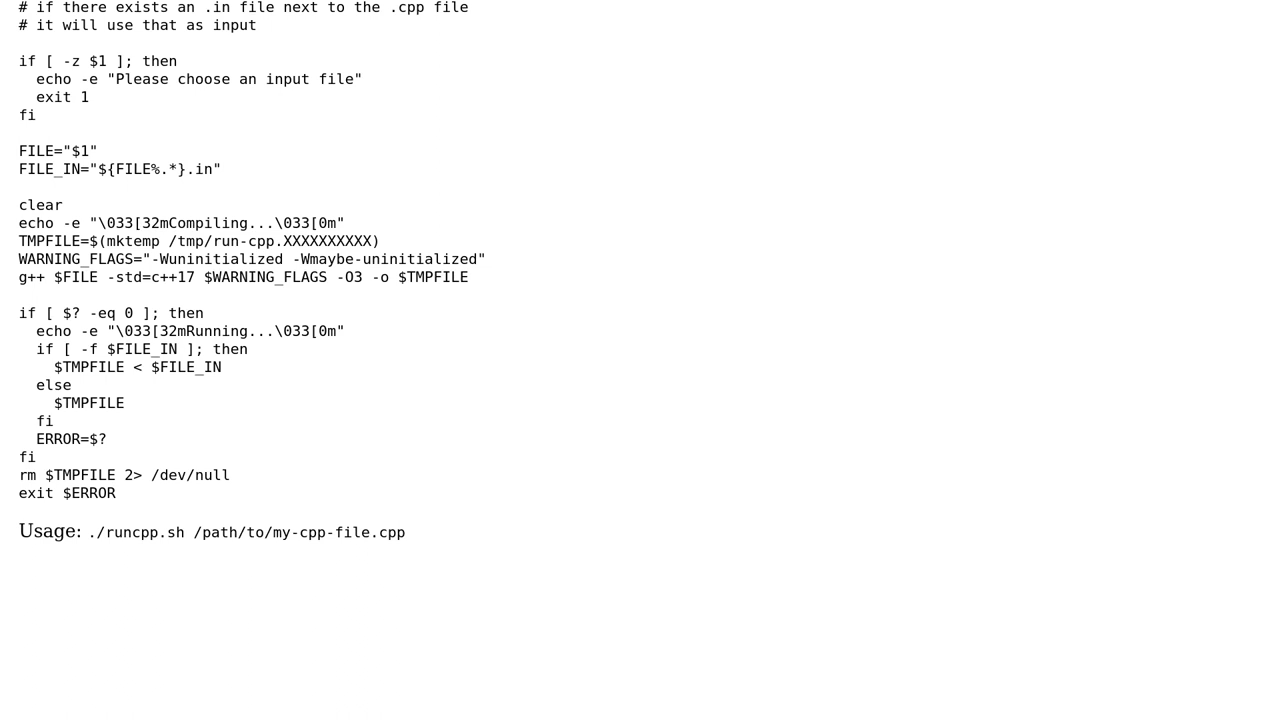 # if there exists an .in file next to the .cpp file
# it will use that as input

if [ -z $1 ]; then
  echo -e "Please choose an input file"
  exit 1
fi

FILE="$1"
FILE_IN="${FILE%.*}.in"

clear
echo -e "\033[32mCompiling...\033[0m"
TMPFILE=$(mktemp /tmp/run-cpp.XXXXXXXXXX)
WARNING_FLAGS="-Wuninitialized -Wmaybe-uninitialized"
g++ $FILE -std=c++17 $WARNING_FLAGS -O3 -o $TMPFILE

if [ $? -eq 0 ]; then
  echo -e "\033[32mRunning...\033[0m"
  if [ -f $FILE_IN ]; then
    $TMPFILE < $FILE_IN
  else
    $TMPFILE
  fi
  ERROR=$?
fi
rm $TMPFILE 2> /dev/null
exit $ERROR

Usage: ./runcpp.sh /path/to/my-cpp-file.cpp